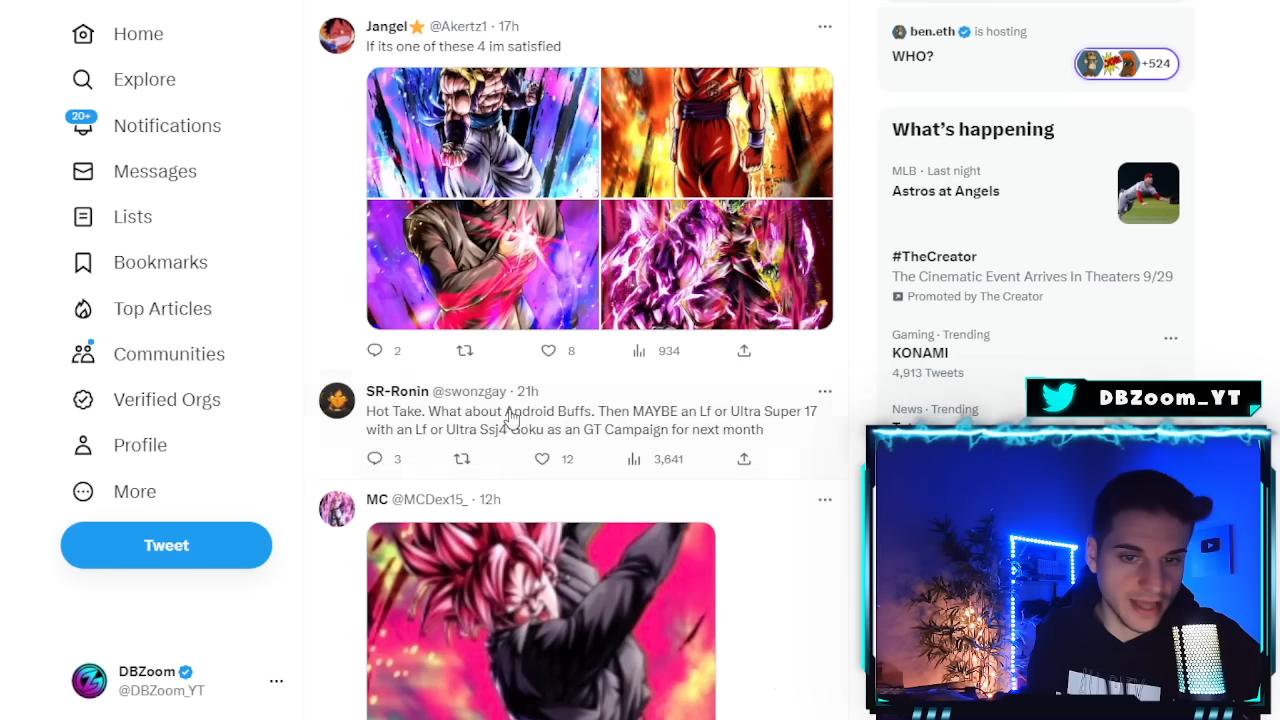 Home
Explore
20+
Notifications
Messages
Lists
Bookmarks
Top Articles
Communities
Verified Orgs
Profile
More
Tweet
DBZoom
@DBZoom_YT
Jangel⭐ @Akertz1 · 17h
If its one of these 4 im satisfied
2
8
934
SR-Ronin @swonzgay · 21h
Hot Take. What about Android Buffs. Then MAYBE an Lf or Ultra Super 17
with an Lf or Ultra Ssj4 Goku as an GT Campaign for next month
3
12
3,641
MC @MCDex15_ · 12h
ben.eth is hosting
WHO?
+524
What's happening
MLB · Last night
Astros at Angels
#TheCreator
The Cinematic Event Arrives In Theaters 9/29
Promoted by The Creator
Gaming · Trending
KONAMI
4,913 Tweets
News · Trending
DBZoom_YT